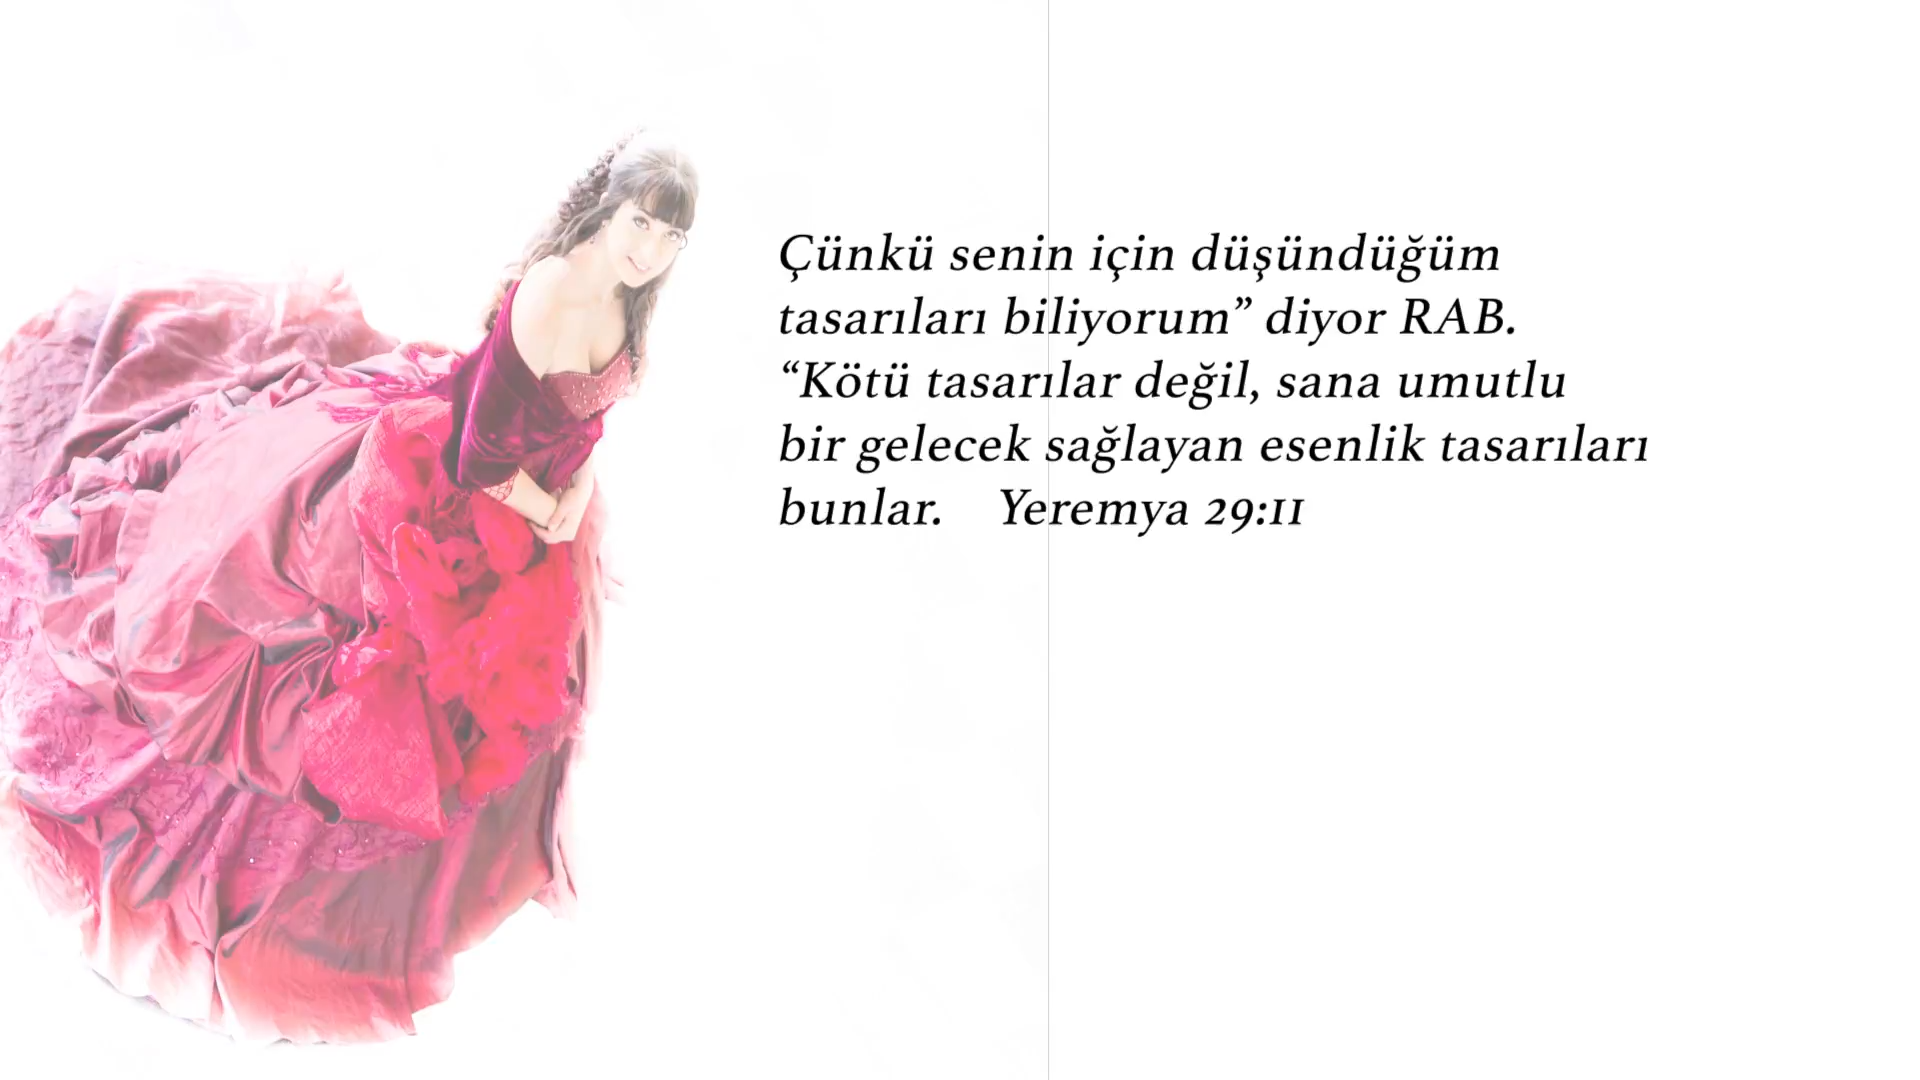 Çünkü senin için düşündüğüm
tasarıları biliyorum” diyor RAB.
“Kötü tasarılar değil, sana umutlu
bir gelecek sağlayan esenlik tasarıları
bunlar. Yeremya 29:11